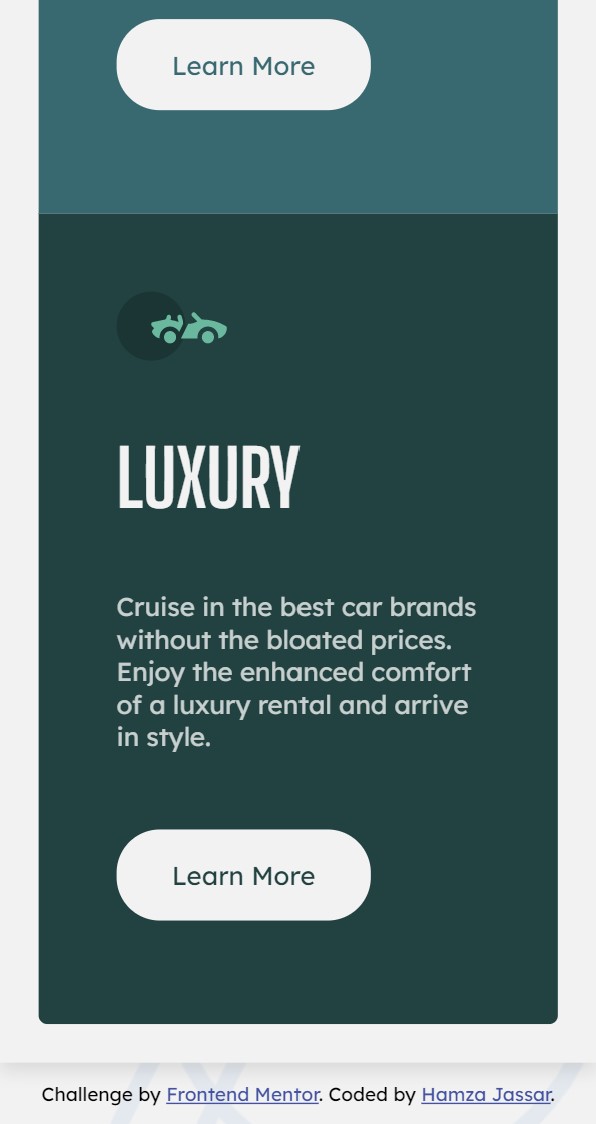 Learn More
LUXURY
Cruise in the best car brands
without the bloated prices.
Enjoy the enhanced comfort
of a luxury rental and arrive
in style.
Learn More
Challenge by Frontend Mentor. Coded by Hamza Jassar.